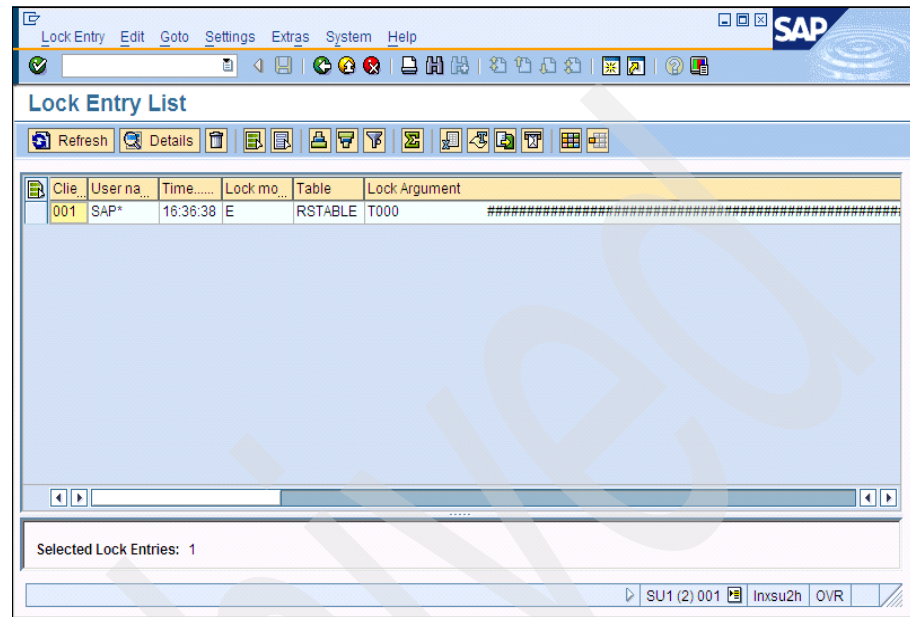 Lock Entry Edit Goto Settings Extras System Help
SAP
Lock Entry List
Refresh Details
Clie... User na... Time...... Lock mo... Table Lock Argument
001 SAP* 16:36:38 E RSTABLE T000 ####################################################
Selected Lock Entries: 1
SU1 (2) 001 lnxsu2h OVR